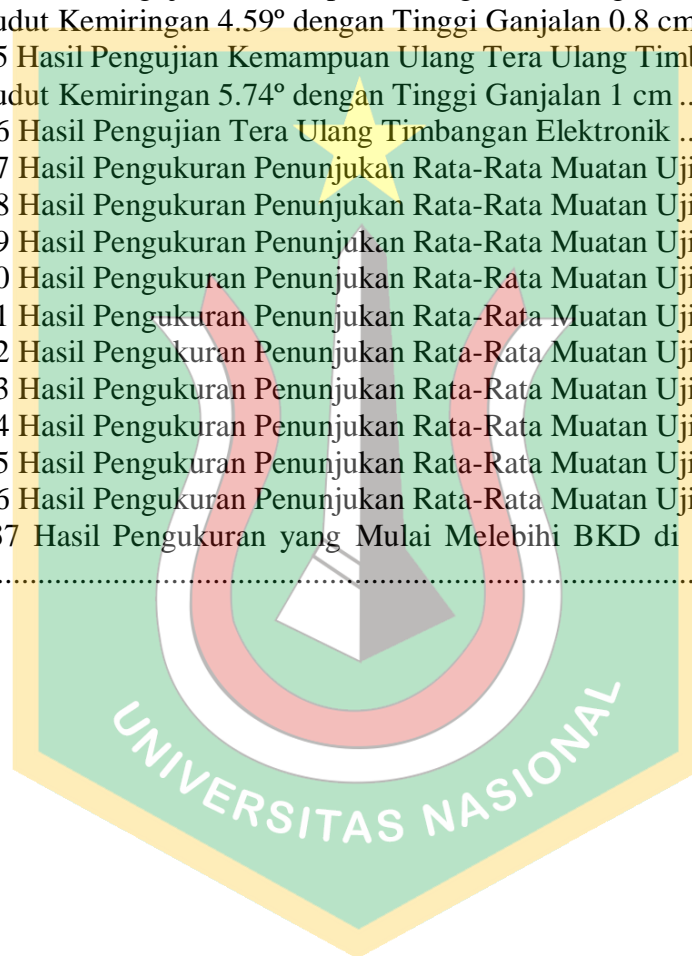 udut Kemiringan 4.59º dengan Tinggi Ganjalan 0.8 cm
5 Hasil Pengujian Kemampuan Ulang Tera Ulang Timb
udut Kemiringan 5.74º dengan Tinggi Ganjalan 1 cm ..
6 Hasil Pengujian Tera Ulang Timbangan Elektronik ..
7 Hasil Pengukuran Penunjukan Rata-Rata Muatan Uji
8 Hasil Pengukuran Penunjukan Rata-Rata Muatan Uji
9 Hasil Pengukuran Penunjukan Rata-Rata Muatan Uji
0 Hasil Pengukuran Penunjukan Rata-Rata Muatan Uji
1 Hasil Pengukuran Penunjukan Rata-Rata Muatan Uji
2 Hasil Pengukuran Penunjukan Rata-Rata Muatan Uji
3 Hasil Pengukuran Penunjukan Rata-Rata Muatan Uji
4 Hasil Pengukuran Penunjukan Rata-Rata Muatan Uji
5 Hasil Pengukuran Penunjukan Rata-Rata Muatan Uji
6 Hasil Pengukuran Penunjukan Rata-Rata Muatan Uji
37 Hasil Pengukuran yang Mulai Melebihi BKD di
................................................................
UNIVERSITAS NASIONAL